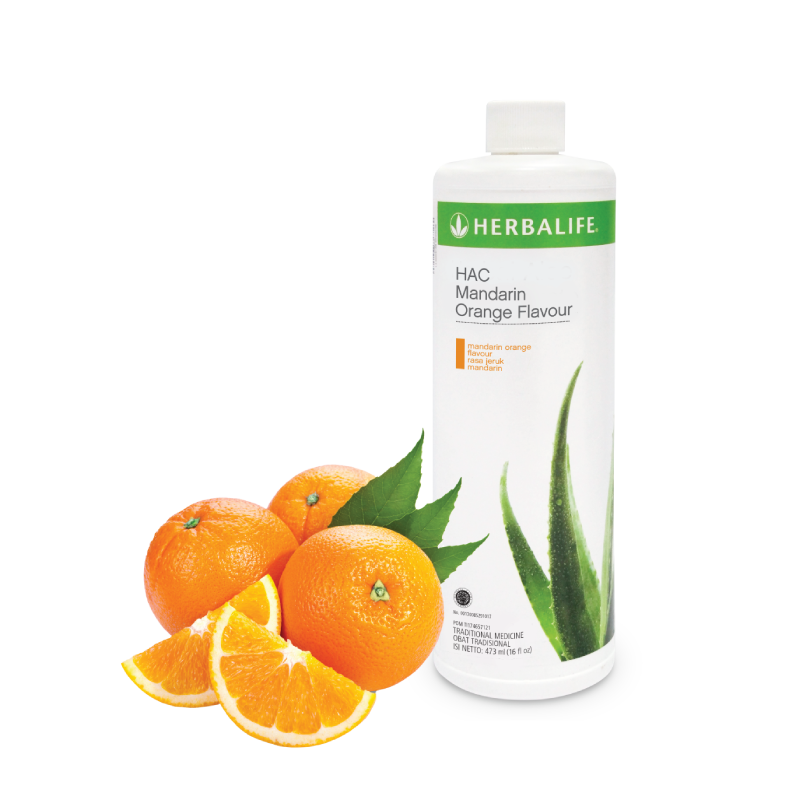 HERBALIFE
HAC
Mandarin
Orange Flavour
mandarin orange
flavour
rasa jeruk
mandarin
TRADITIONAL MEDICINE
OBAT TRADISIONAL
ISI NETTO: 473 ml (16 fl oz)